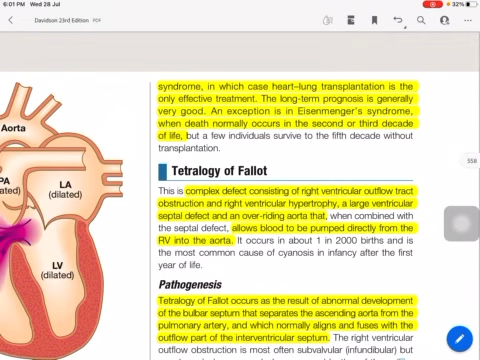 6:01 PM Wed 28 Jul
32%
Davidson 23rd Edition PDF
syndrome, in which case heart–lung transplantation is the
only effective treatment. The long-term prognosis is generally
very good. An exception is in Eisenmenger's syndrome,
when death normally occurs in the second or third decade
of life, but a few individuals survive to the fifth decade without
transplantation.
558
Tetralogy of Fallot
This is complex defect consisting of right ventricular outflow tract
obstruction and right ventricular hypertrophy, a large ventricular
septal defect and an over-riding aorta that, when combined with
the septal defect, allows blood to be pumped directly from the
RV into the aorta. It occurs in about 1 in 2000 births and is
the most common cause of cyanosis in infancy after the first
year of life.
Pathogenesis
Tetralogy of Fallot occurs as the result of abnormal development
of the bulbar septum that separates the ascending aorta from the
pulmonary artery, and which normally aligns and fuses with the
outflow part of the interventricular septum. The right ventricular
outflow obstruction is most often subvalvular (infundibular) but
Aorta
PA
ated)
LA
(dilated)
LV
(dilated)